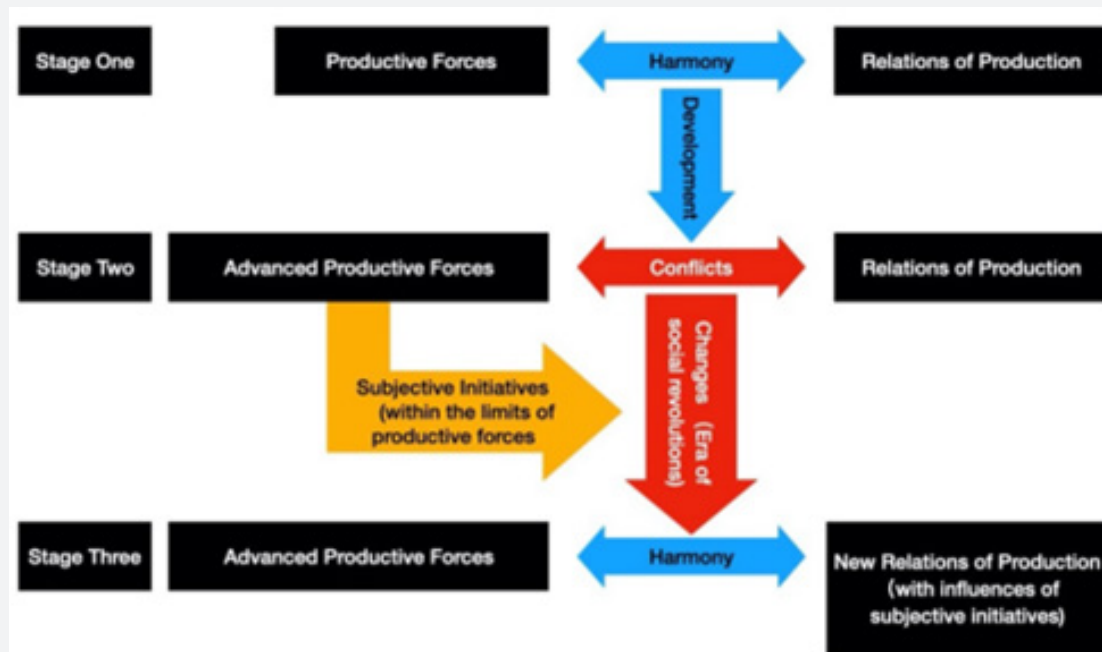 Stage One
Productive Forces
Harmony
Relations of Production
Development
Stage Two
Advanced Productive Forces
Conflicts
Relations of Production
Subjective Initiatives
(within the limits of
productive forces
Changes (Era of
social revolutions)
Stage Three
Advanced Productive Forces
Harmony
New Relations of Production
(with influences of
subjective initiatives)